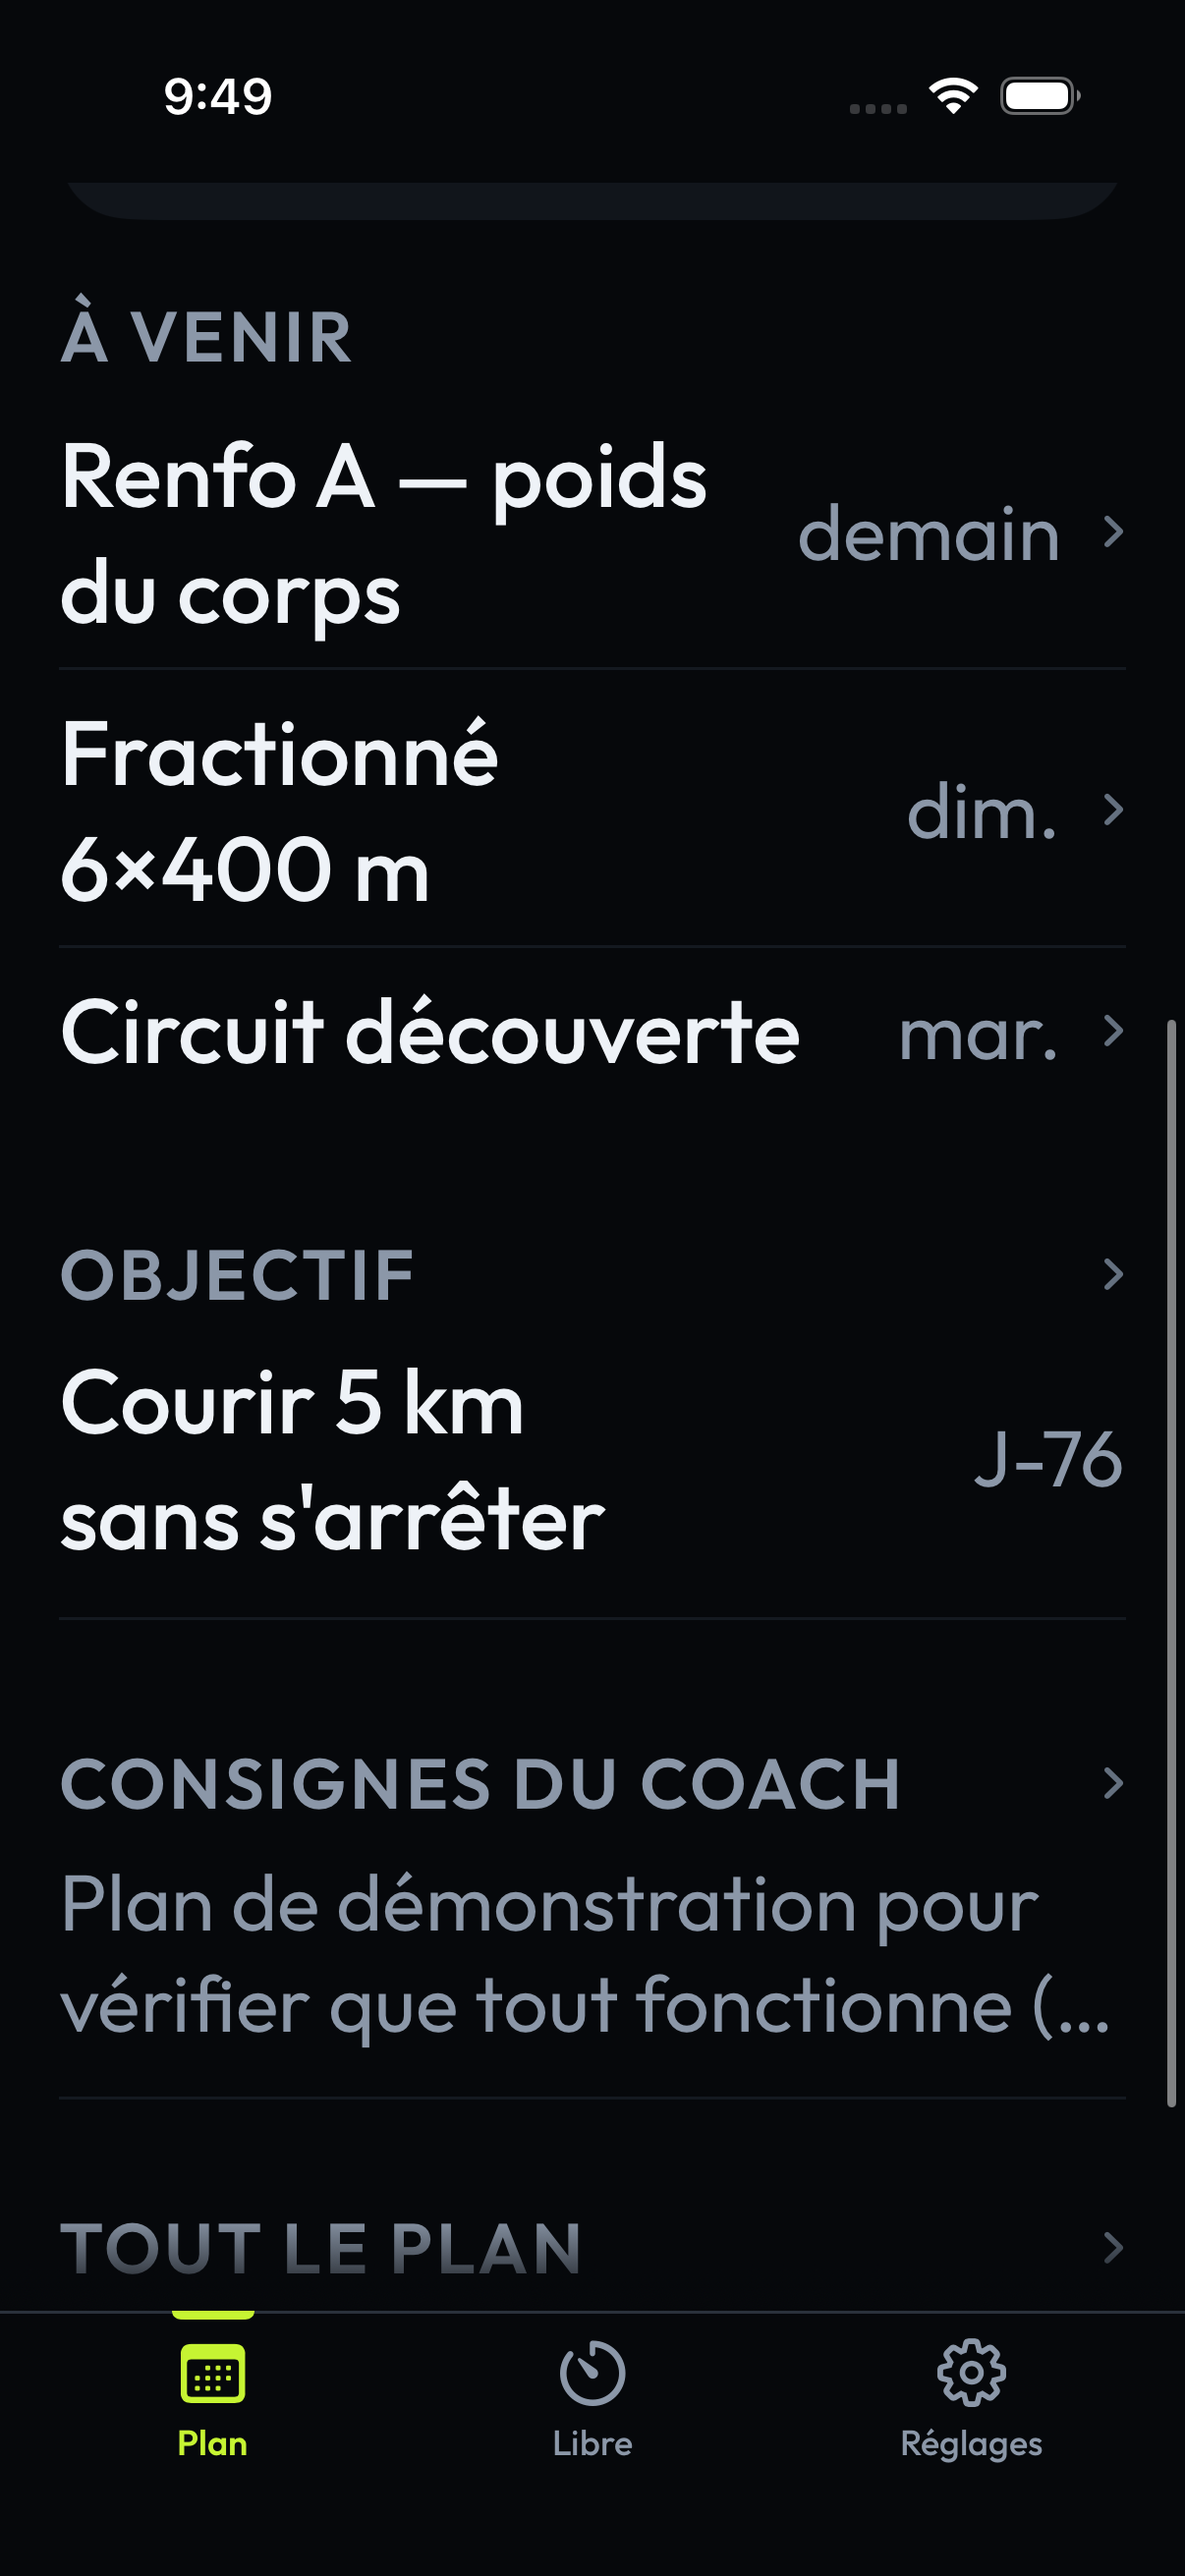 9:49
À VENIR
Renfo A — poids
du corps
demain
Fractionné
6×400 m
dim.
Circuit découverte
mar.
OBJECTIF
Courir 5 km
sans s'arrêter
J-76
CONSIGNES DU COACH
Plan de démonstration pour
vérifier que tout fonctionne (…
TOUT LE PLAN
Plan
Libre
Réglages